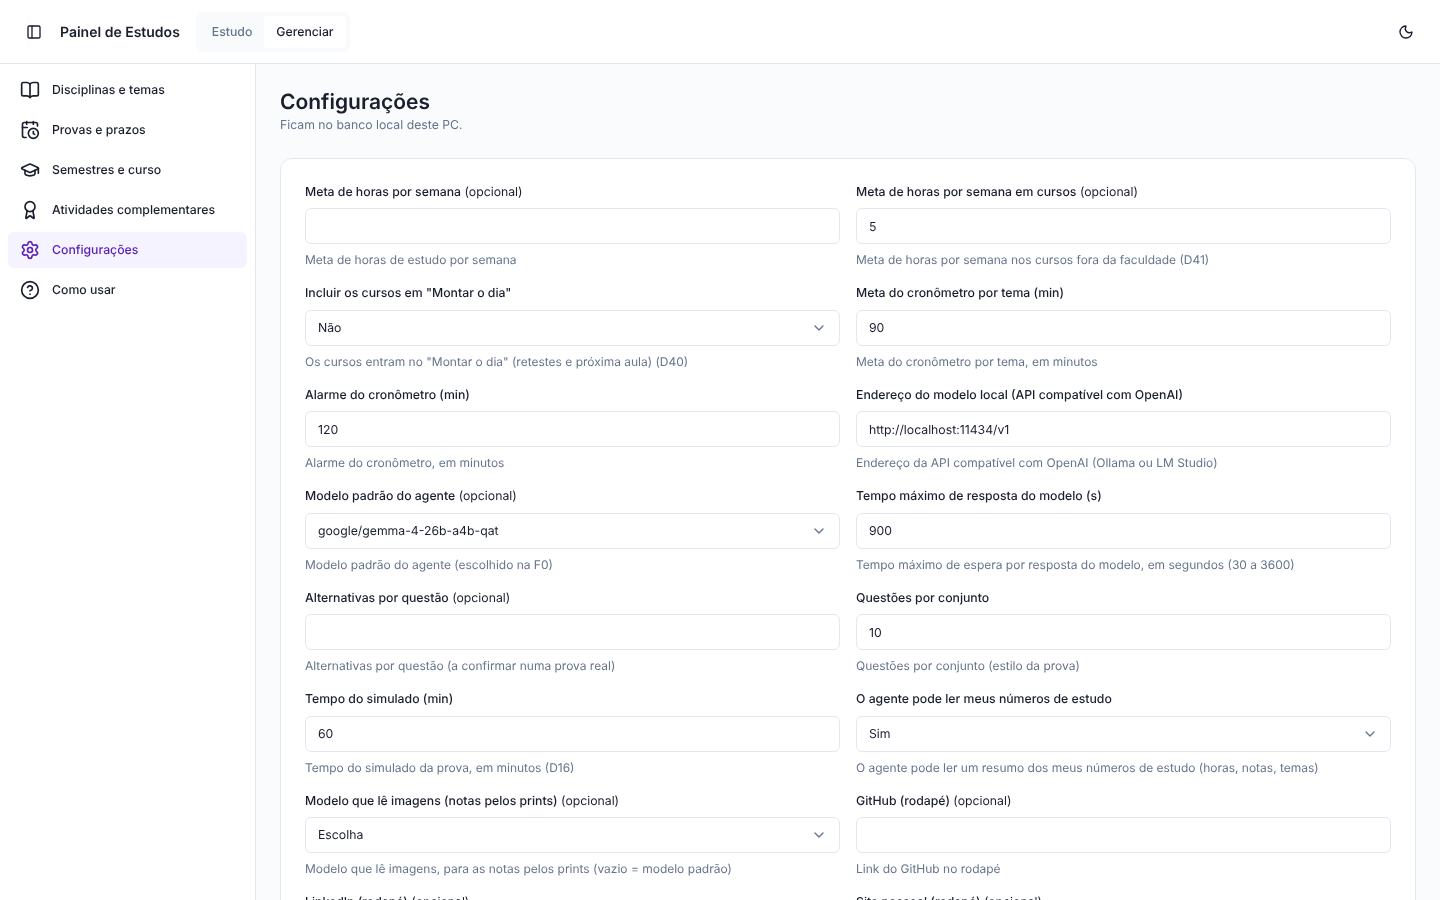 Painel de Estudos
Estudo
Gerenciar
Disciplinas e temas
Provas e prazos
Semestres e curso
Atividades complementares
Configurações
Como usar
Configurações
Ficam no banco local deste PC.
Meta de horas por semana (opcional)
Meta de horas de estudo por semana
Meta de horas por semana em cursos (opcional)
5
Meta de horas por semana nos cursos fora da faculdade (D41)
Incluir os cursos em "Montar o dia"
Não
Os cursos entram no "Montar o dia" (retestes e próxima aula) (D40)
Meta do cronômetro por tema (min)
90
Meta do cronômetro por tema, em minutos
Alarme do cronômetro (min)
120
Alarme do cronômetro, em minutos
Endereço do modelo local (API compatível com OpenAI)
http://localhost:11434/v1
Endereço da API compatível com OpenAI (Ollama ou LM Studio)
Modelo padrão do agente (opcional)
google/gemma-4-26b-a4b-qat
Modelo padrão do agente (escolhido na F0)
Tempo máximo de resposta do modelo (s)
900
Tempo máximo de espera por resposta do modelo, em segundos (30 a 3600)
Alternativas por questão (opcional)
Alternativas por questão (a confirmar numa prova real)
Questões por conjunto
10
Questões por conjunto (estilo da prova)
Tempo do simulado (min)
60
Tempo do simulado da prova, em minutos (D16)
O agente pode ler meus números de estudo
Sim
O agente pode ler um resumo dos meus números de estudo (horas, notas, temas)
Modelo que lê imagens (notas pelos prints) (opcional)
Escolha
Modelo que lê imagens, para as notas pelos prints (vazio = modelo padrão)
GitHub (rodapé) (opcional)
Link do GitHub no rodapé
LinkedIn (rodapé) (opcional)
Site pessoal (rodapé) (opcional)